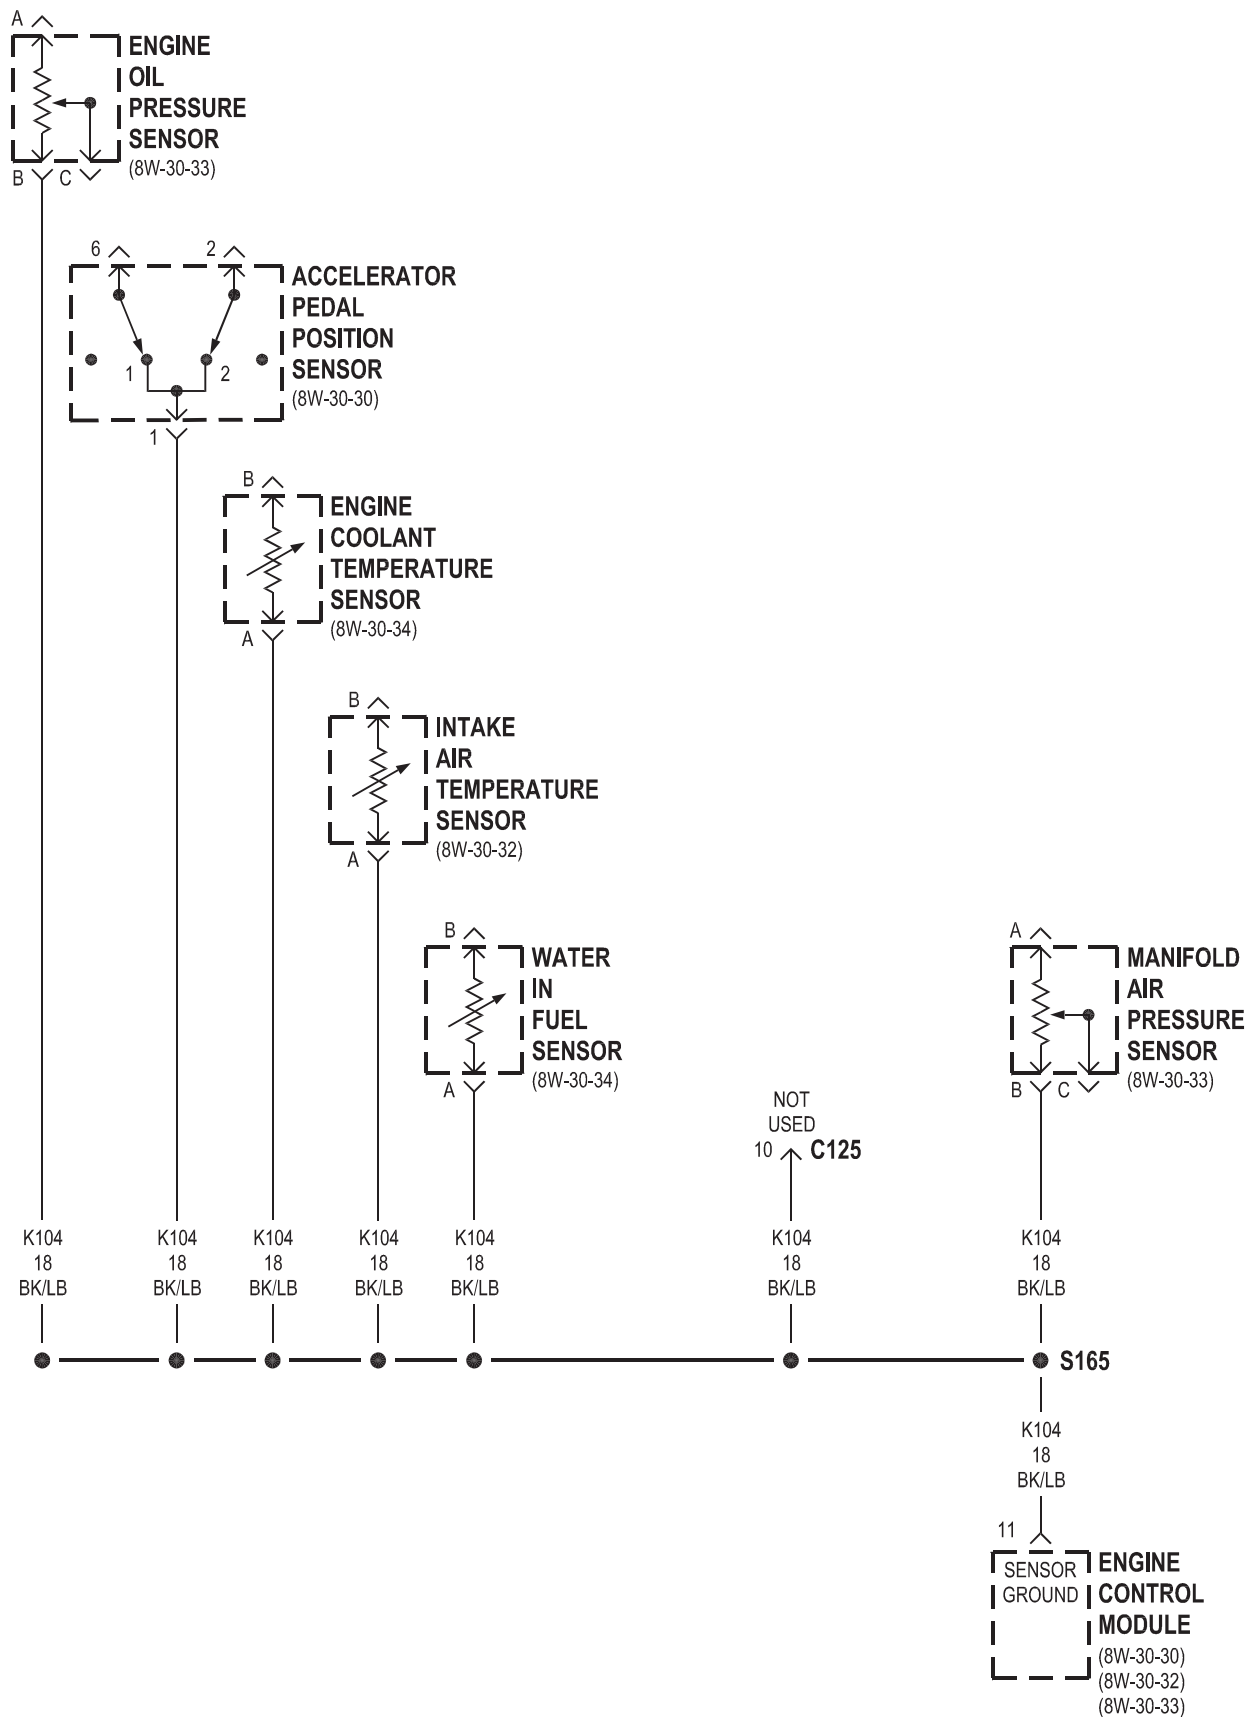 A
ENGINE
OIL
PRESSURE
SENSOR
(8W-30-33)
B C
6 2
ACCELERATOR
PEDAL
POSITION
SENSOR
(8W-30-30)
1 2
1
B
ENGINE
COOLANT
TEMPERATURE
SENSOR
(8W-30-34)
A
B
INTAKE
AIR
TEMPERATURE
SENSOR
(8W-30-32)
A
B
WATER
IN
FUEL
SENSOR
(8W-30-34)
A
A
MANIFOLD
AIR
PRESSURE
SENSOR
(8W-30-33)
B C
NOT
USED
10 C125
K104 K104 K104 K104 K104 K104 K104
18 18 18 18 18 18 18
BK/LB BK/LB BK/LB BK/LB BK/LB BK/LB BK/LB
S165
K104
18
BK/LB
11
SENSOR
GROUND
ENGINE
CONTROL
MODULE
(8W-30-30)
(8W-30-32)
(8W-30-33)